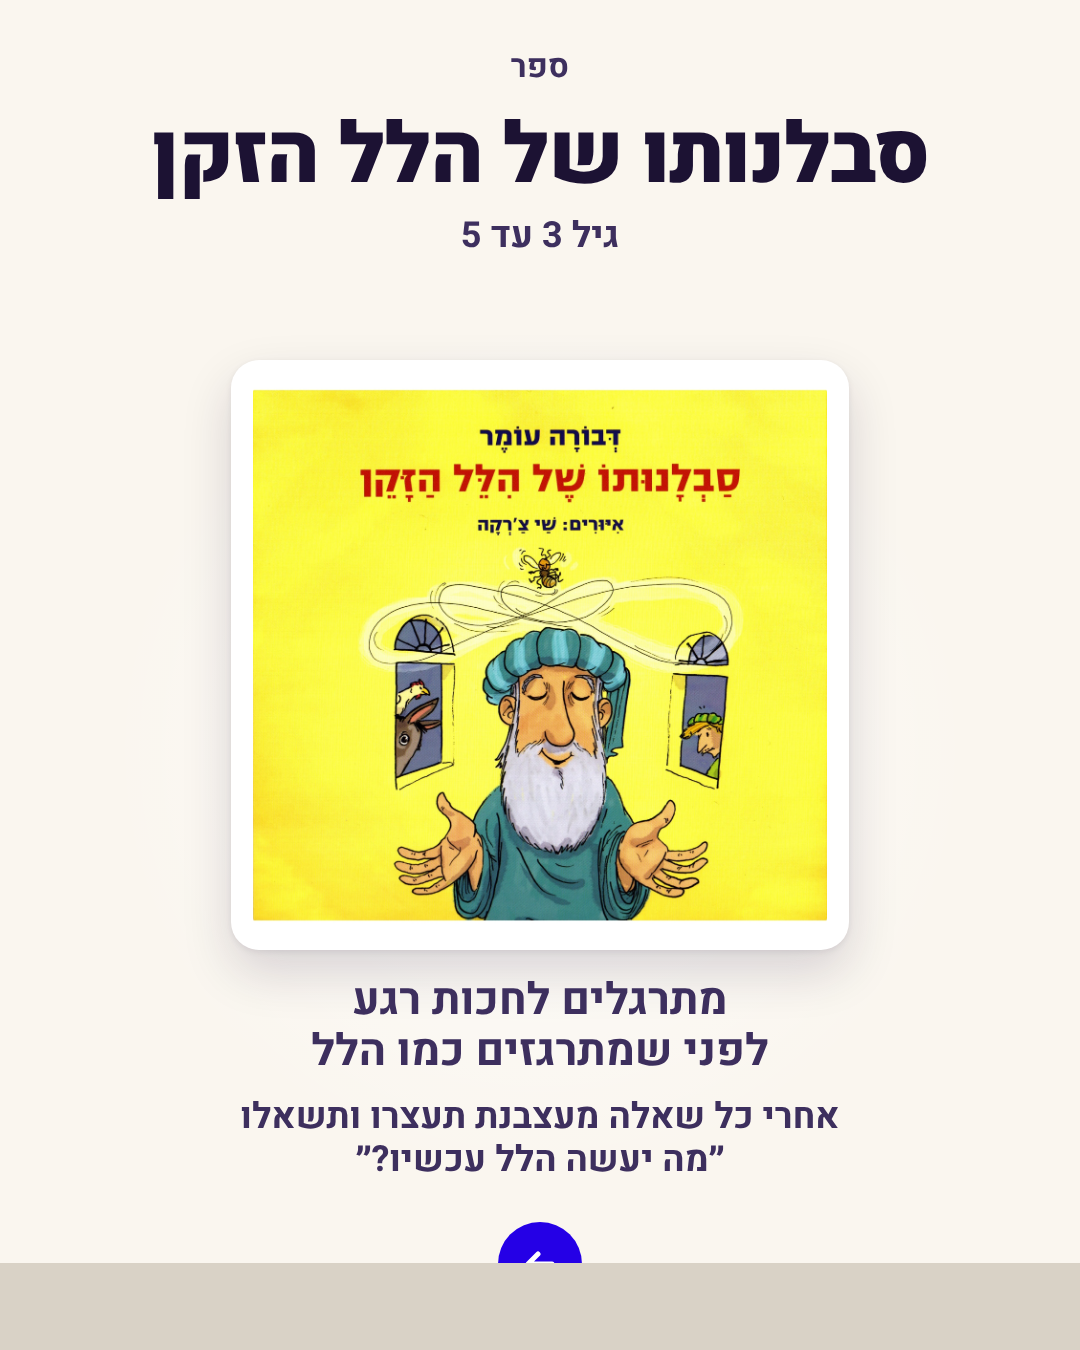 ספר
סבלנותו של הלל הזקן
גיל 3 עד 5
דְּבוֹרָה עוֹמֶר
סַבְלָנוּתוֹ שֶׁל הִלֵּל הַזָּקֵן
אִיּוּרִים: שַׁי צַ'רְקָה
מתרגלים לחכות רגע
לפני שמתרגזים כמו הלל
אחרי כל שאלה מעצבנת תעצרו ותשאלו
”מה יעשה הלל עכשיו?”